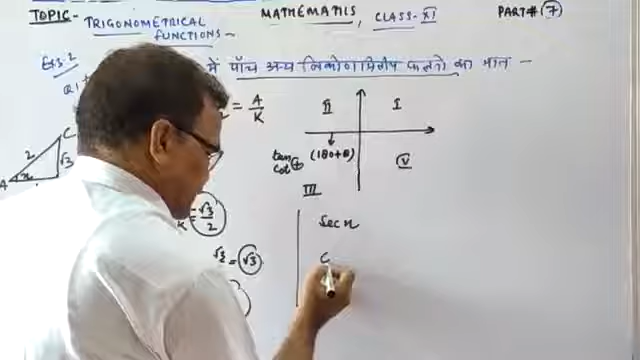 TOPIC- TRIGONOMETRICAL FUNCTIONS ~
MATHEMATICS, CLASS-XI
PART#(7)
Ex 3.2
में पाँच अन्य त्रिकोणमितीय फलनों का मान -
Q1
= A/K
II I
tan cot ⊕ (180+θ)
III IV
2 C
√3
A x
K = √3/2
= √3
sec x
C